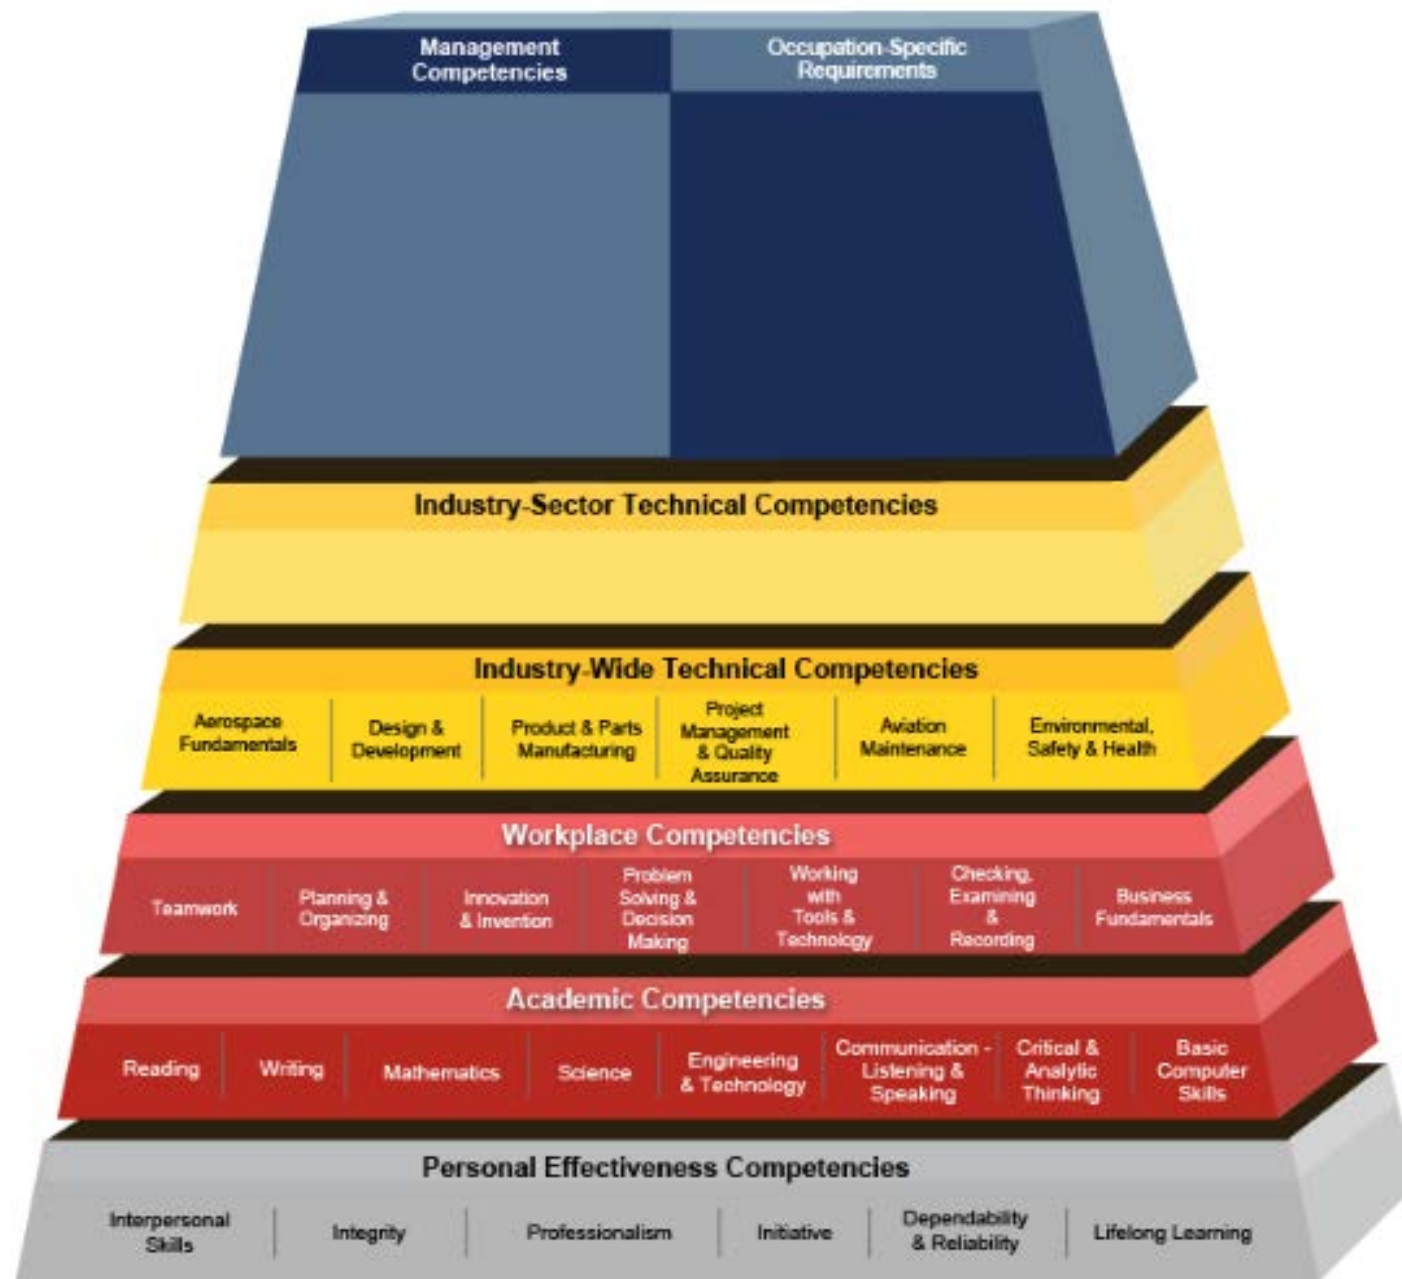 Management
Competencies
Occupation-Specific
Requirements
Industry-Sector Technical Competencies
Industry-Wide Technical Competencies
Aerospace
Fundamentals
Design &
Development
Product & Parts
Manufacturing
Project
Management
& Quality
Assurance
Aviation
Maintenance
Environmental,
Safety & Health
Workplace Competencies
Teamwork
Planning &
Organizing
Innovation
& Invention
Problem
Solving &
Decision
Making
Working
with
Tools &
Technology
Checking,
Examining
&
Recording
Business
Fundamentals
Academic Competencies
Reading
Writing
Mathematics
Science
Engineering
& Technology
Communication -
Listening &
Speaking
Critical &
Analytic
Thinking
Basic
Computer
Skills
Personal Effectiveness Competencies
Interpersonal
Skills
Integrity
Professionalism
Initiative
Dependability
& Reliability
Lifelong Learning